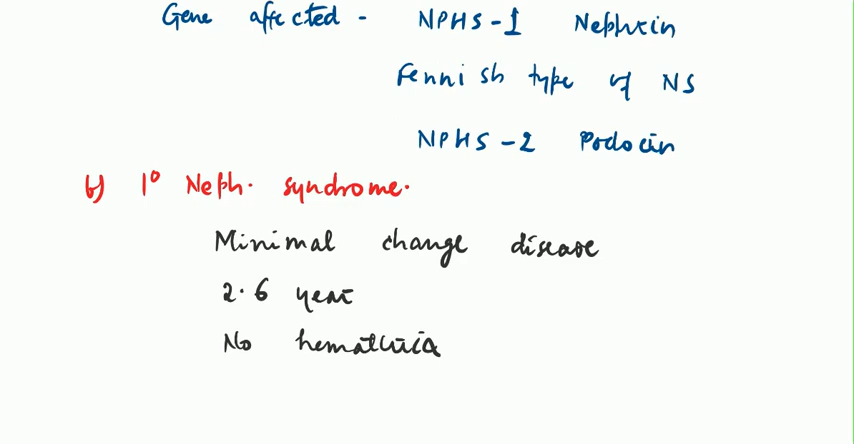 Gene affected - NPHS-1 Nephrin
Fennish type of NS
NPHS-2 Podocin
b) 1° Neph. syndrome.
Minimal change disease
2.6 year
No hematuria